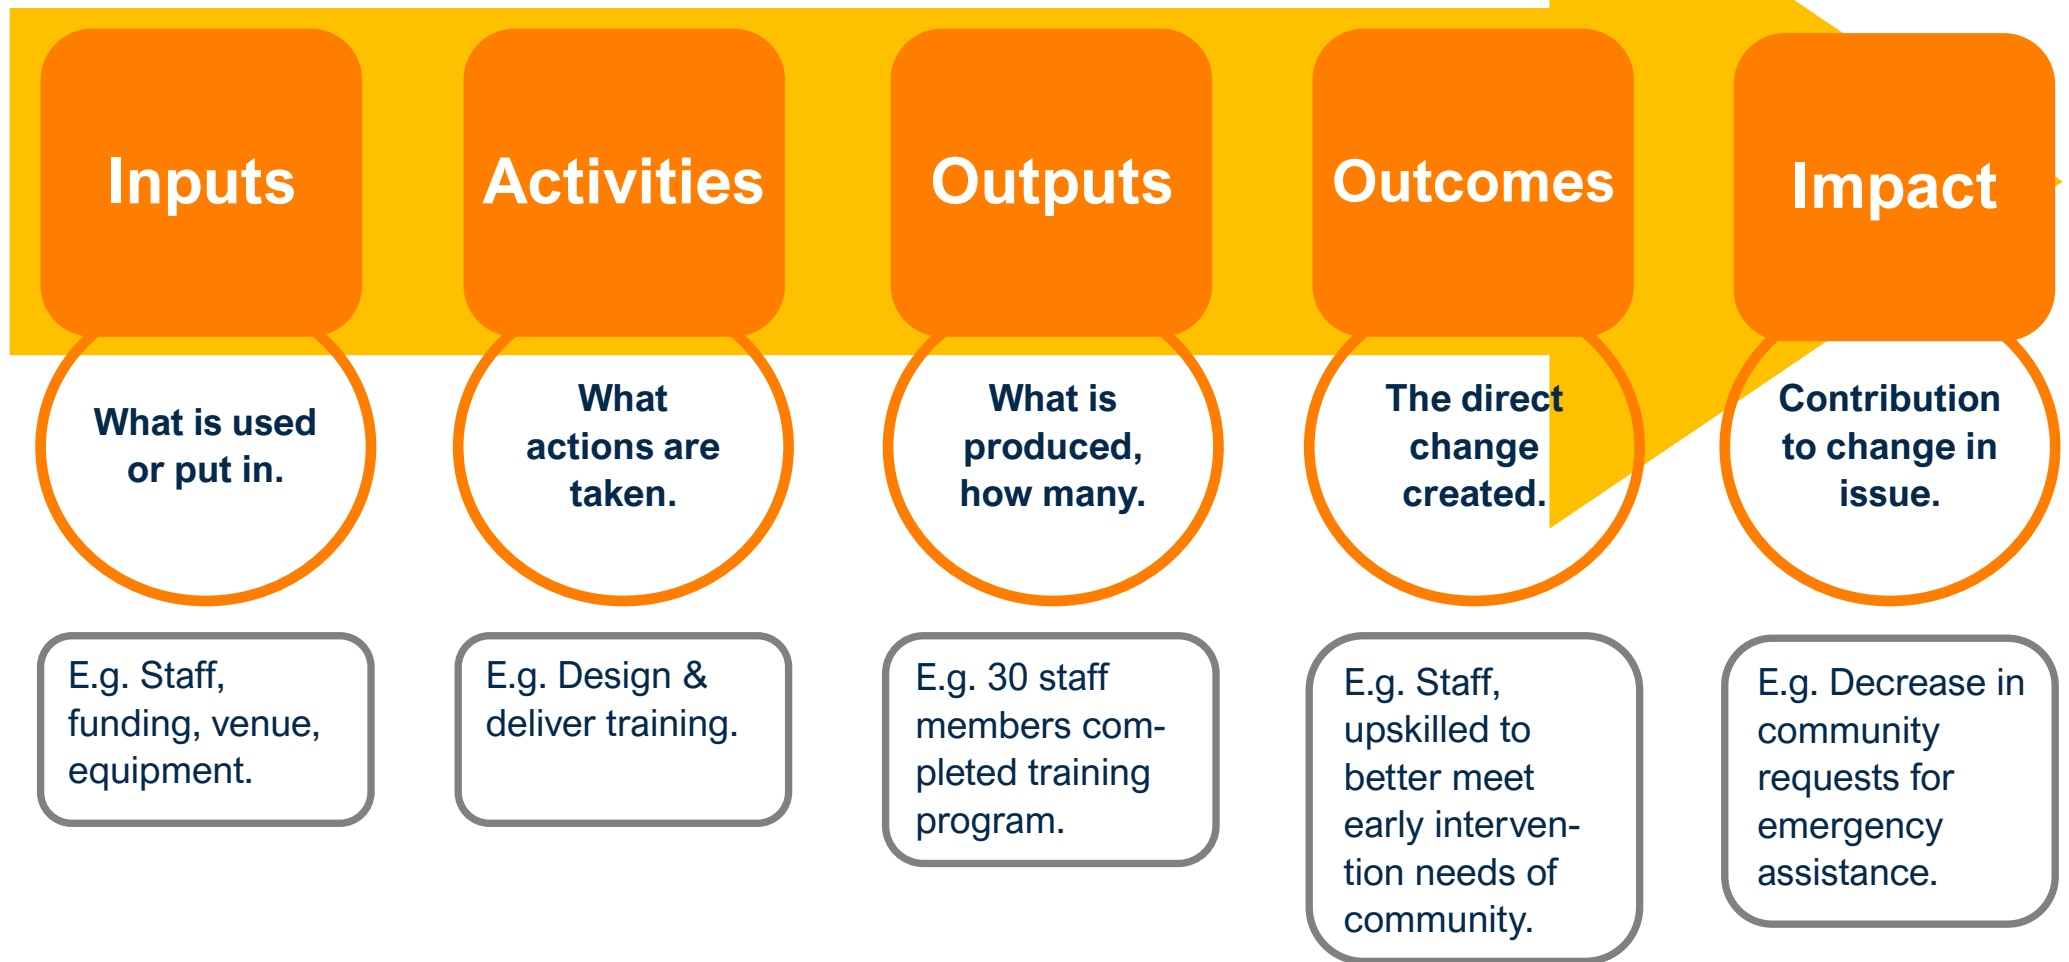 Inputs
Activities
Outputs
Outcomes
Impact
What is used
or put in.
What
actions are
taken.
What is
produced,
how many.
The direct
change
created.
Contribution
to change in
issue.
E.g. Staff,
funding, venue,
equipment.
E.g. Design &
deliver training.
E.g. 30 staff
members com-
pleted training
program.
E.g. Staff,
upskilled to
better meet
early interven-
tion needs of
community.
E.g. Decrease in
community
requests for
emergency
assistance.